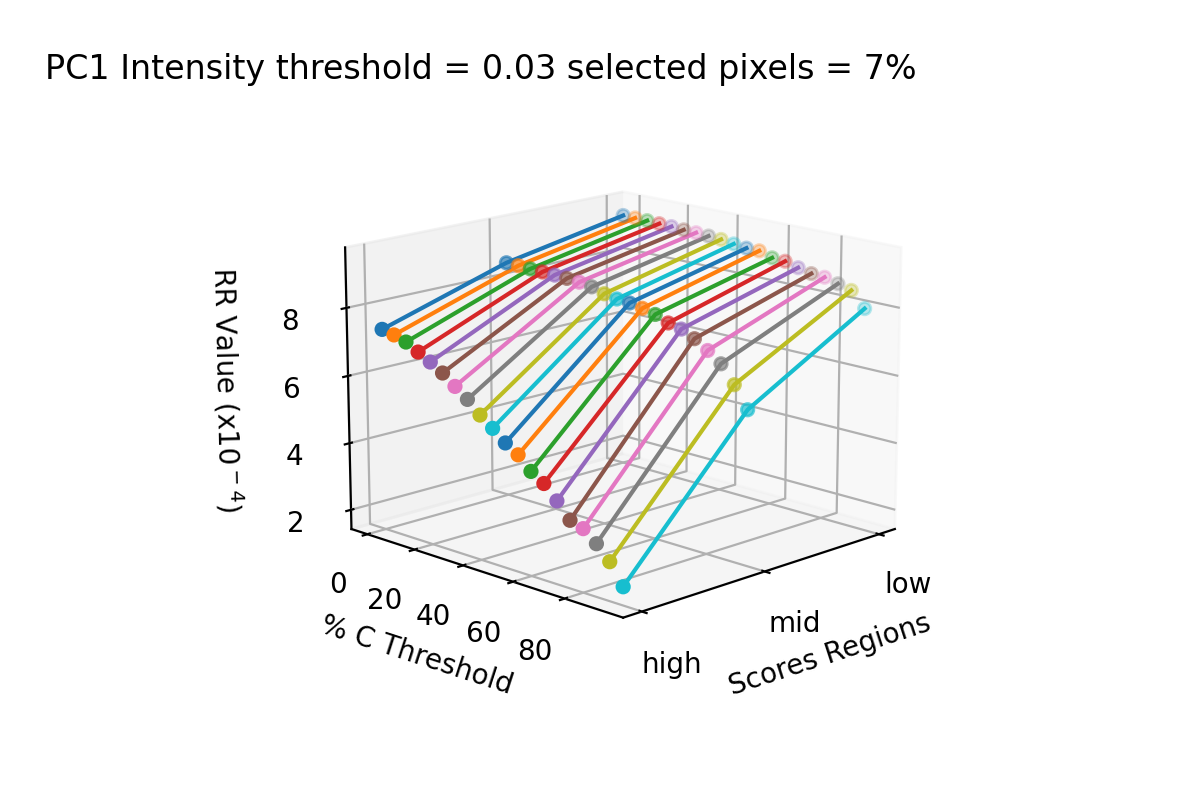 PC1 Intensity threshold = 0.03 selected pixels = 7%
RR Value (x10⁻⁴)
8
6
4
2
0
20
40
60
80
% C Threshold
high
mid
low
Scores Regions